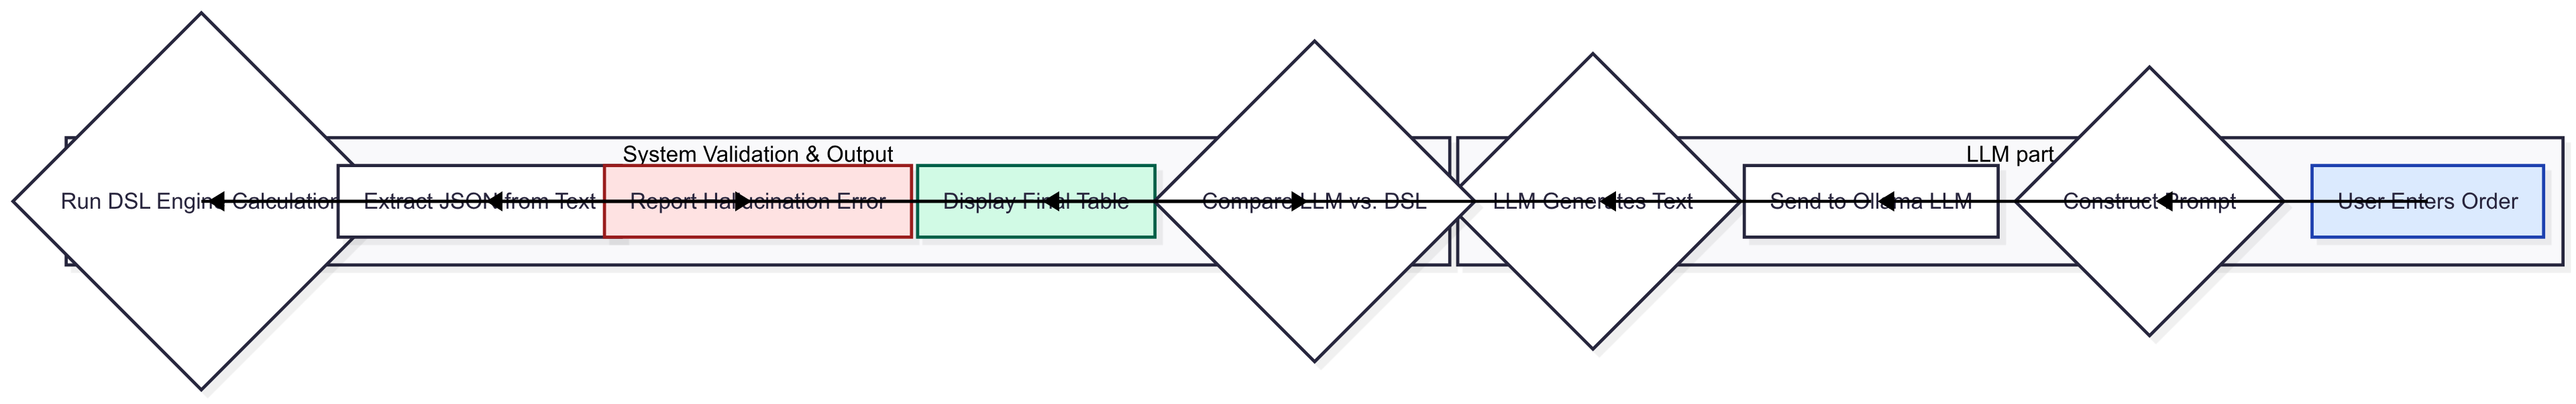 System Validation & Output
LLM part
Run DSL Engine Calculation
Extract JSON from Text
Report Hallucination Error
Display Final Table
Compare LLM vs. DSL
LLM Generates Text
Send to Ollama LLM
Construct Prompt
User Enters Order